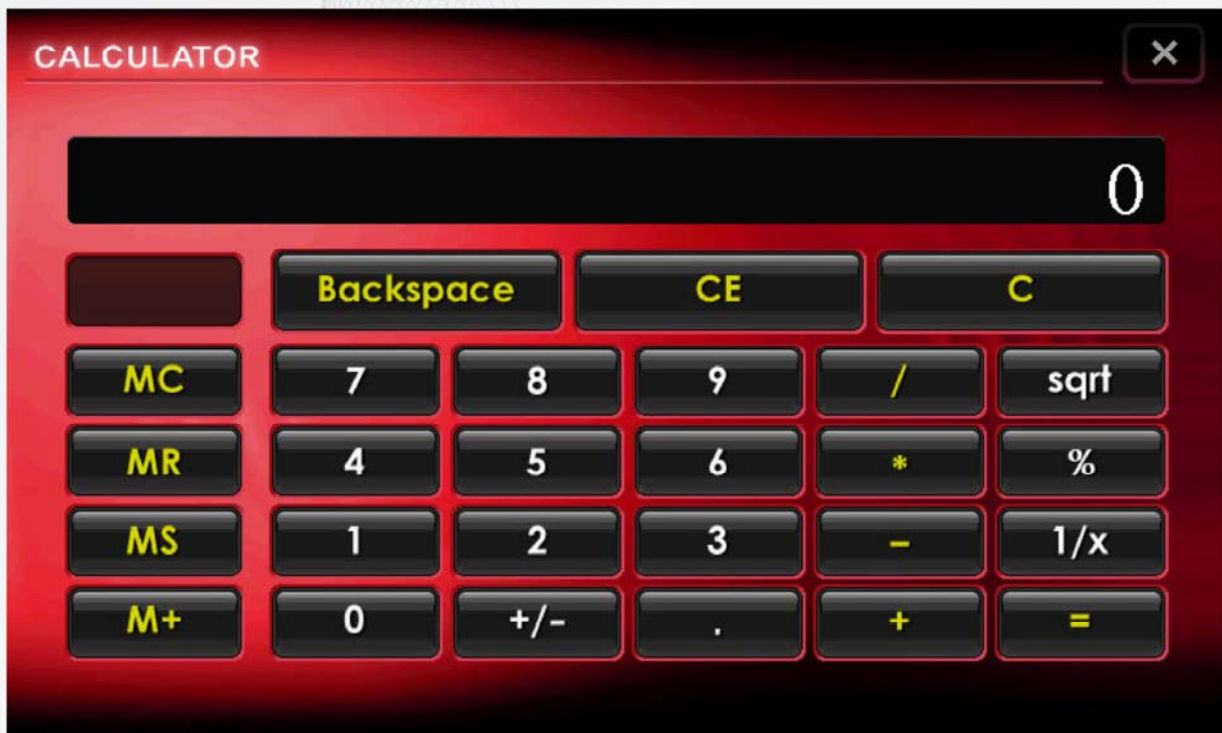 CALCULATOR ×
0
Backspace CE C
MC 7 8 9 / sqrt
MR 4 5 6 * %
MS 1 2 3 – 1/x
M+ 0 +/- . + =